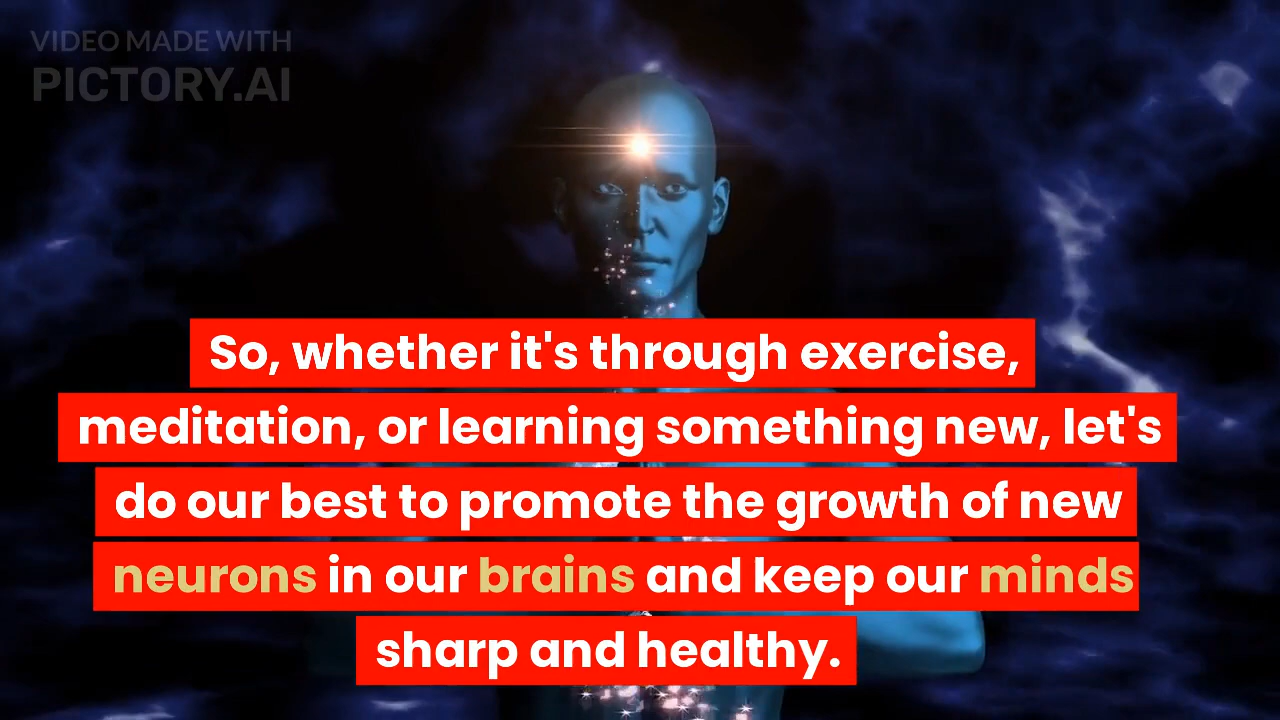 VIDEO MADE WITH
PICTORY.AI
So, whether it's through exercise,
meditation, or learning something new, let's
do our best to promote the growth of new
neurons in our brains and keep our minds
sharp and healthy.